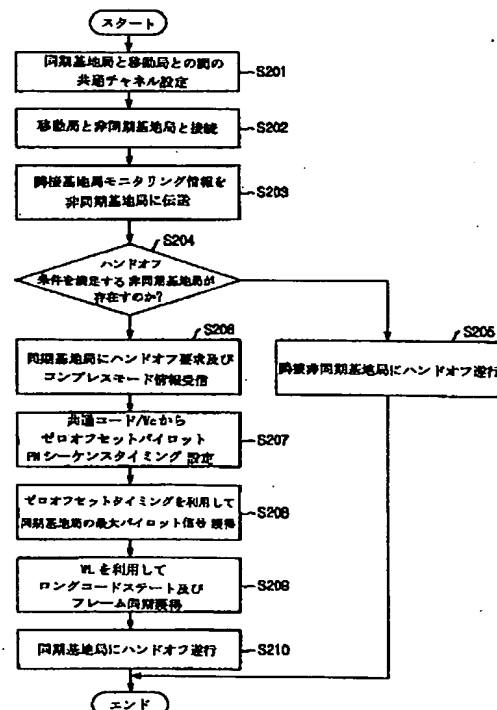 スタート
同期基地局と移動局との間の
共通チャネル設定
S201
移動局と非同期基地局と接続
S202
隣接基地局モニタリング情報を
非同期基地局に伝送
S203
S204
ハンドオフ
条件を満足する非同期基地局が
存在すのか?
S205
隣接非同期基地局にハンドオフ遂行
S206
同期基地局にハンドオフ要求及び
コンプレスモード情報受信
共通コード/Wcから
ゼロオフセットパイロット
PNシーケンスタイミング 設定
S207
ゼロオフセットタイミングを利用して
同期基地局の最大パイロット信号 獲得
S208
WLを利用して
ロングコードステート及び
フレーム同期獲得
S209
同期基地局にハンドオフ遂行
S210
エンド